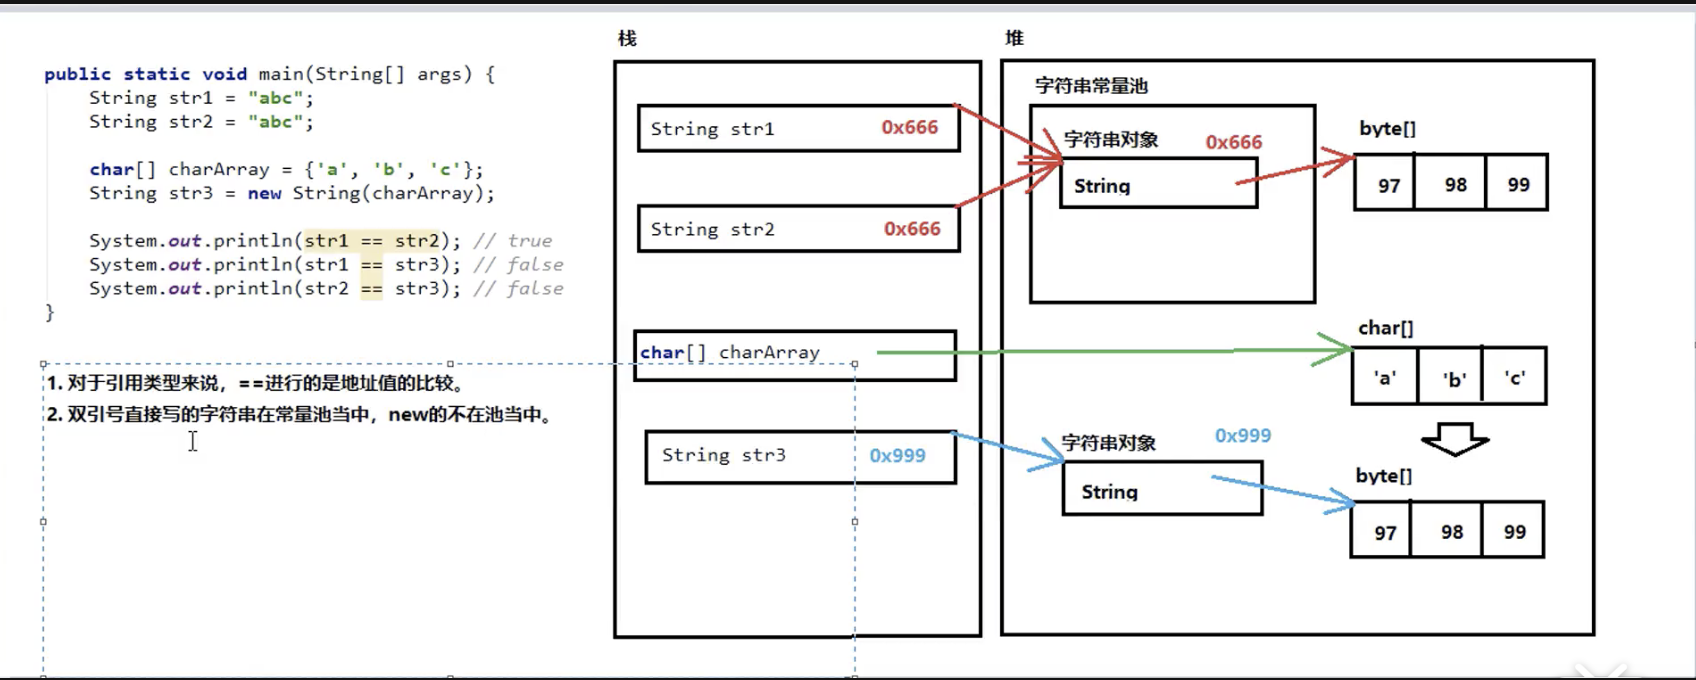 public static void main(String[] args) {
String str1 = "abc";
String str2 = "abc";
char[] charArray = {'a', 'b', 'c'};
String str3 = new String(charArray);
System.out.println(str1 == str2); // true
System.out.println(str1 == str3); // false
System.out.println(str2 == str3); // false
}
1. 对于引用类型来说，==进行的是地址值的比较。
2. 双引号直接写的字符串在常量池当中，new的不在池当中。
栈
String str1 0x666
String str2 0x666
char[] charArray
String str3 0x999
堆
字符串常量池
字符串对象 0x666
String
byte[]
97 98 99
char[]
'a' 'b' 'c'
字符串对象 0x999
String
byte[]
97 98 99